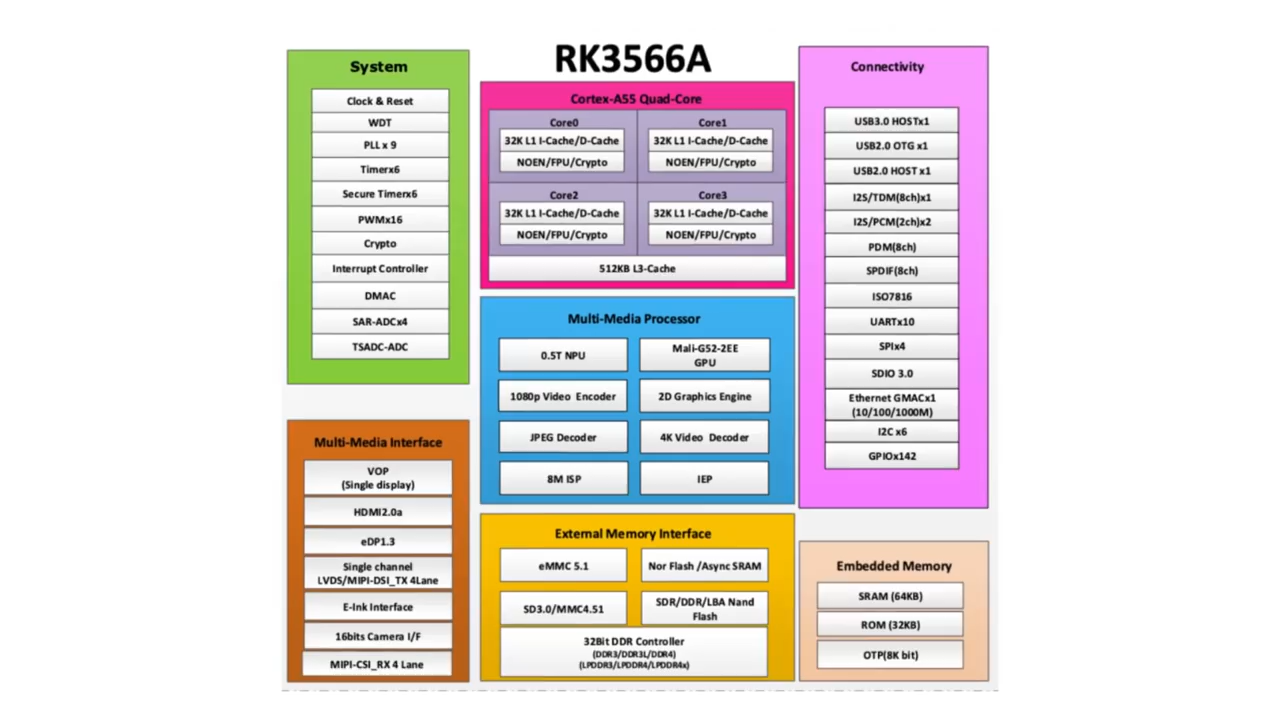 RK3566A
System
Clock & Reset
WDT
PLL x 9
Timerx6
Secure Timerx6
PWMx16
Crypto
Interrupt Controller
DMAC
SAR-ADCx4
TSADC-ADC
Multi-Media Interface
VOP
(Single display)
HDMI2.0a
eDP1.3
Single channel
LVDS/MIPI-DSI_TX 4Lane
E-Ink Interface
16bits Camera I/F
MIPI-CSI_RX 4 Lane
Cortex-A55 Quad-Core
Core0
32K L1 I-Cache/D-Cache
NOEN/FPU/Crypto
Core1
32K L1 I-Cache/D-Cache
NOEN/FPU/Crypto
Core2
32K L1 I-Cache/D-Cache
NOEN/FPU/Crypto
Core3
32K L1 I-Cache/D-Cache
NOEN/FPU/Crypto
512KB L3-Cache
Multi-Media Processor
0.5T NPU
Mali-G52-2EE
GPU
1080p Video Encoder
2D Graphics Engine
JPEG Decoder
4K Video Decoder
8M ISP
IEP
External Memory Interface
eMMC 5.1
Nor Flash /Async SRAM
SD3.0/MMC4.51
SDR/DDR/LBA Nand
Flash
32Bit DDR Controller
(DDR3/DDR3L/DDR4)
(LPDDR3/LPDDR4/LPDDR4x)
Connectivity
USB3.0 HOSTx1
USB2.0 OTG x1
USB2.0 HOST x1
I2S/TDM(8ch)x1
I2S/PCM(2ch)x2
PDM(8ch)
SPDIF(8ch)
ISO7816
UARTx10
SPIx4
SDIO 3.0
Ethernet GMACx1
(10/100/1000M)
I2C x6
GPIOx142
Embedded Memory
SRAM (64KB)
ROM (32KB)
OTP(8K bit)